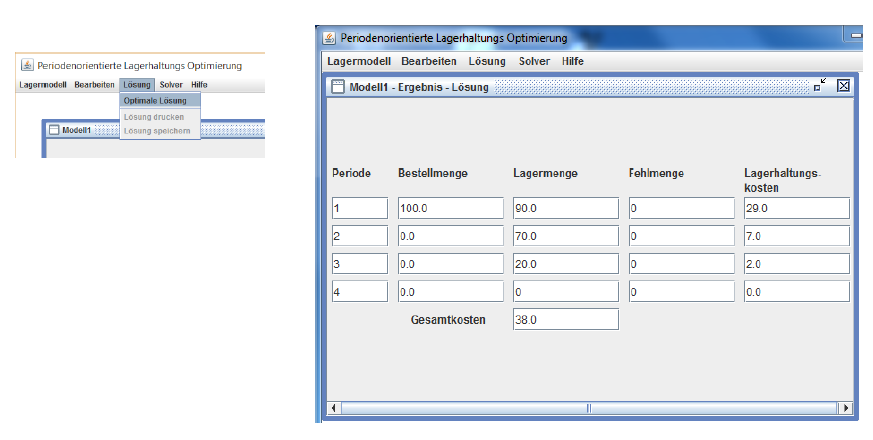 Periodenorientierte Lagerhaltungs Optimierung
Lagermodell Bearbeiten Lösung Solver Hilfe
Optimale Lösung
Lösung drucken
Lösung speichern
Modell1
Periodenorientierte Lagerhaltungs Optimierung
Lagermodell Bearbeiten Lösung Solver Hilfe
Modell1 - Ergebnis - Lösung
Periode Bestellmenge Lagermenge Fehlmenge Lagerhaltungs-
kosten
1 100.0 90.0 0 29.0
2 0.0 70.0 0 7.0
3 0.0 20.0 0 2.0
4 0.0 0 0 0.0
Gesamtkosten 38.0